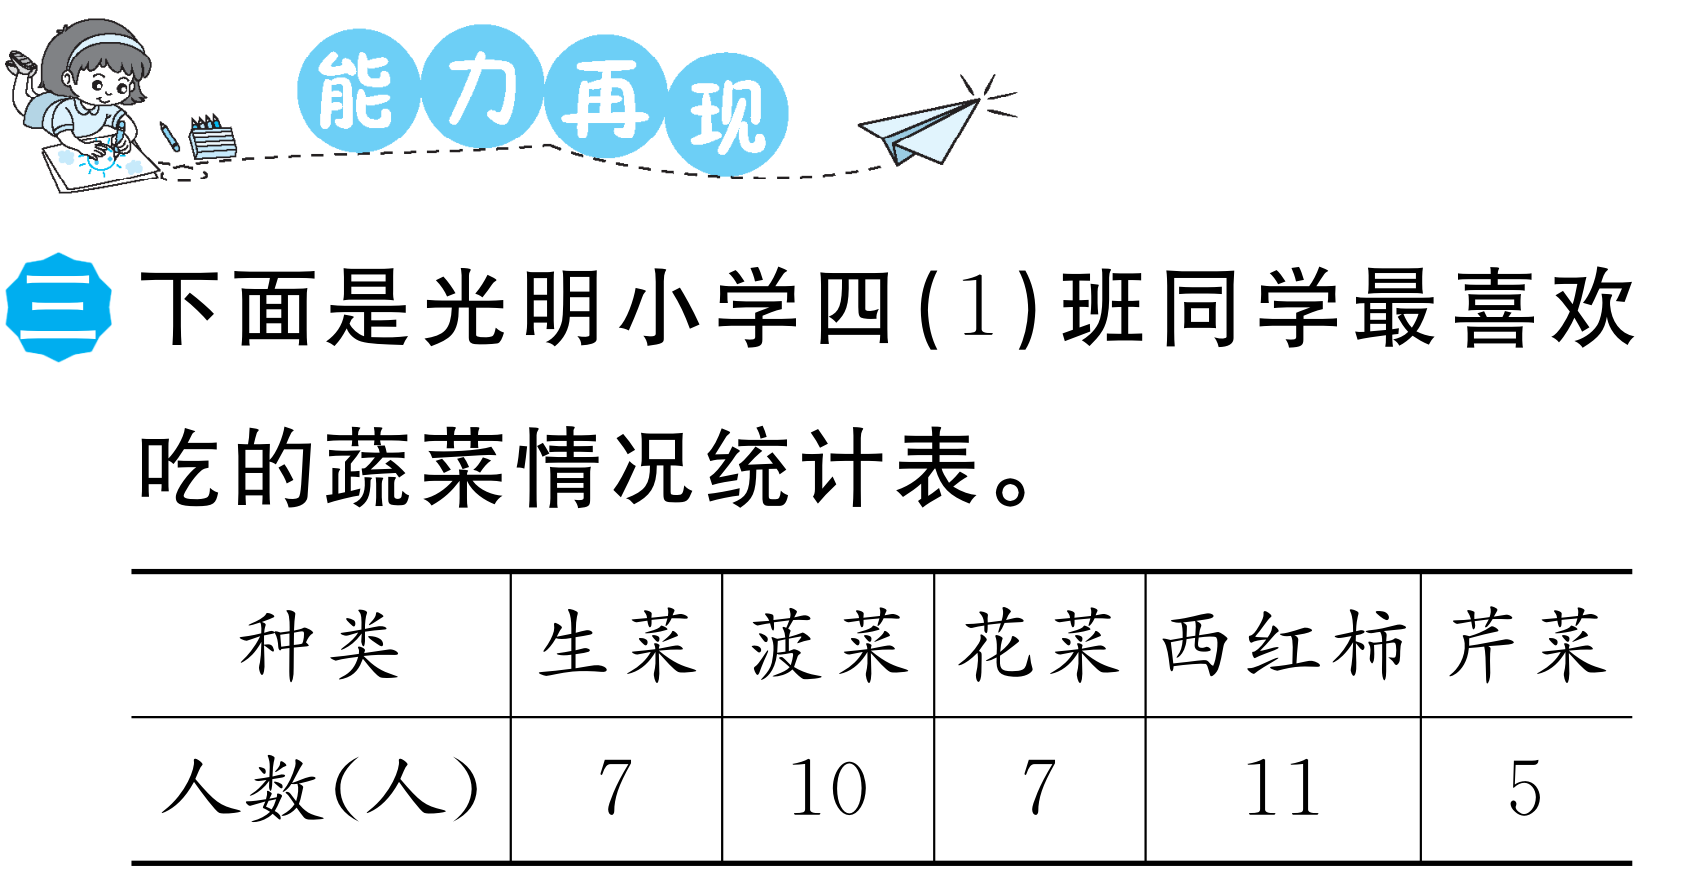 能力再现
三 下面是光明小学四(1)班同学最喜欢
吃的蔬菜情况统计表。
种类 生菜 菠菜 花菜 西红柿 芹菜
人数(人) 7 10 7 11 5